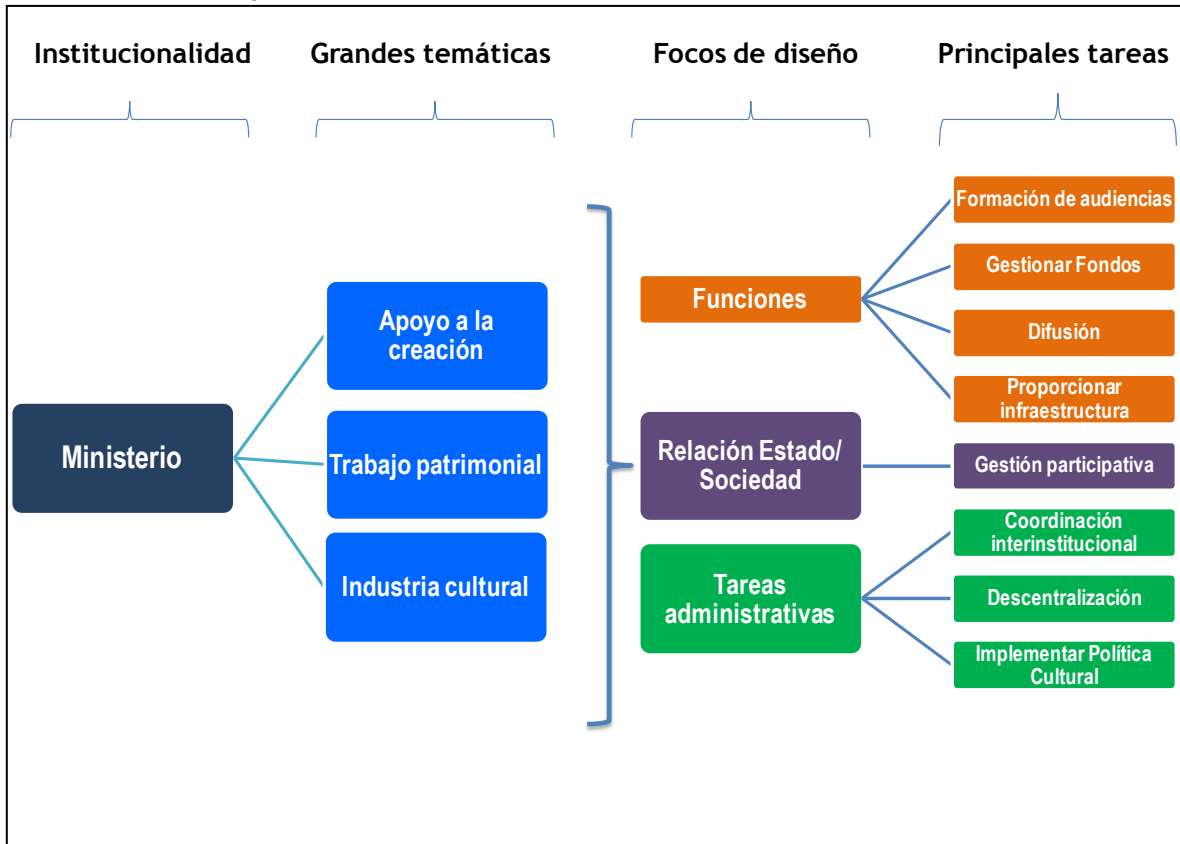 Institucionalidad
Grandes temáticas
Focos de diseño
Principales tareas
Ministerio
Apoyo a la
creación
Trabajo patrimonial
Industria cultural
Funciones
Relación Estado/
Sociedad
Tareas
administrativas
Formación de audiencias
Gestionar Fondos
Difusión
Proporcionar
infraestructura
Gestión participativa
Coordinación
interinstitucional
Descentralización
Implementar Política
Cultural